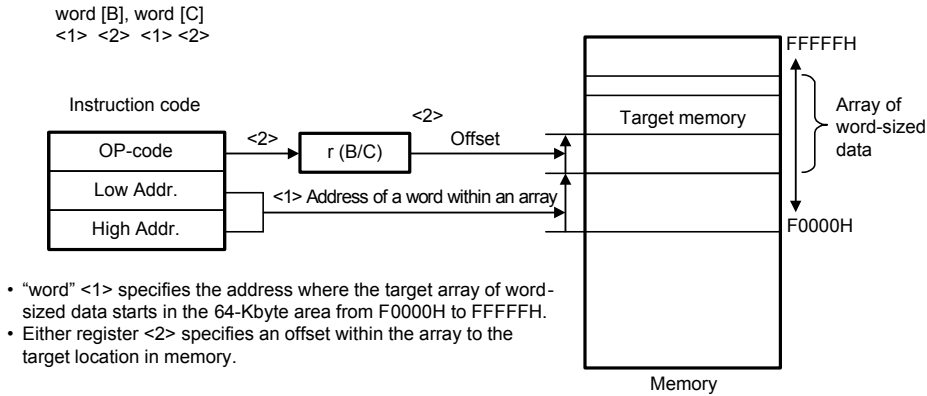 word [B], word [C]
<1> <2> <1> <2>
FFFFFH
Instruction code
Array of
word-sized
data
<2>
<2>
Target memory
OP-code
r (B/C)
Offset
Low Addr.
<1> Address of a word within an array
High Addr.
F0000H
• “word” <1> specifies the address where the target array of word-
sized data starts in the 64-Kbyte area from F0000H to FFFFFH.
• Either register <2> specifies an offset within the array to the
target location in memory.
Memory